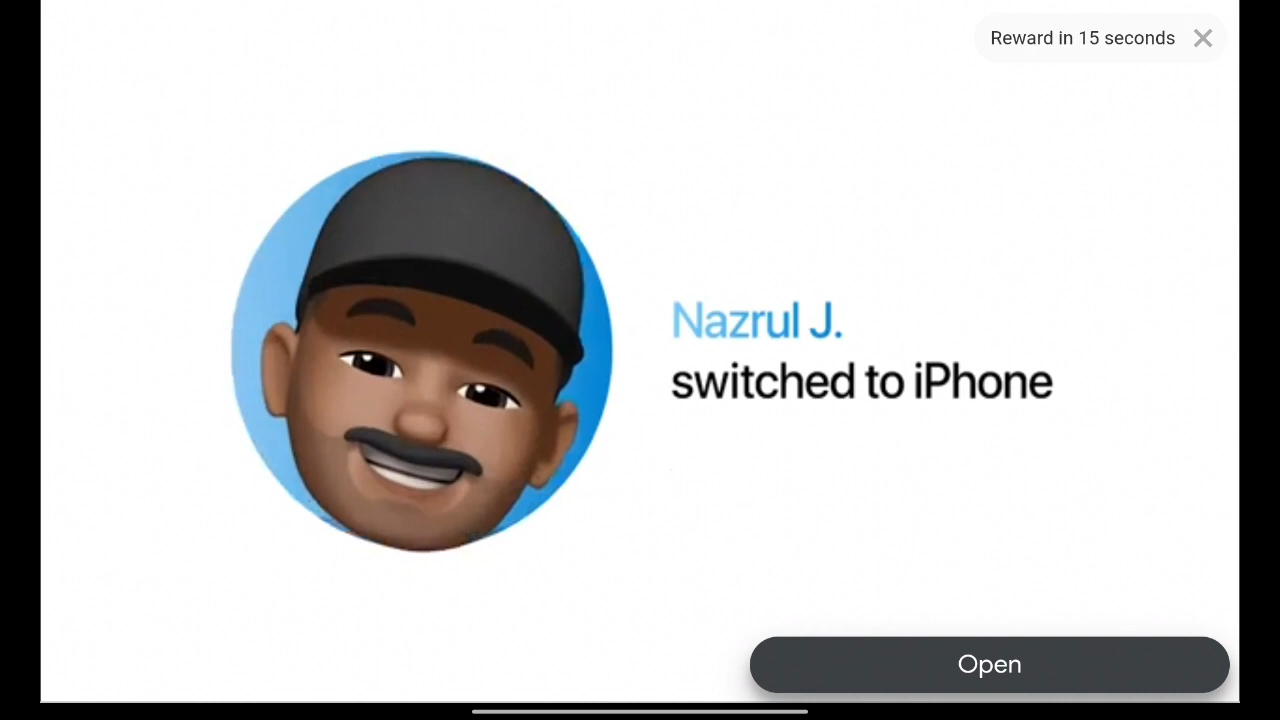 Reward in 15 seconds
Nazrul J.
switched to iPhone
Open